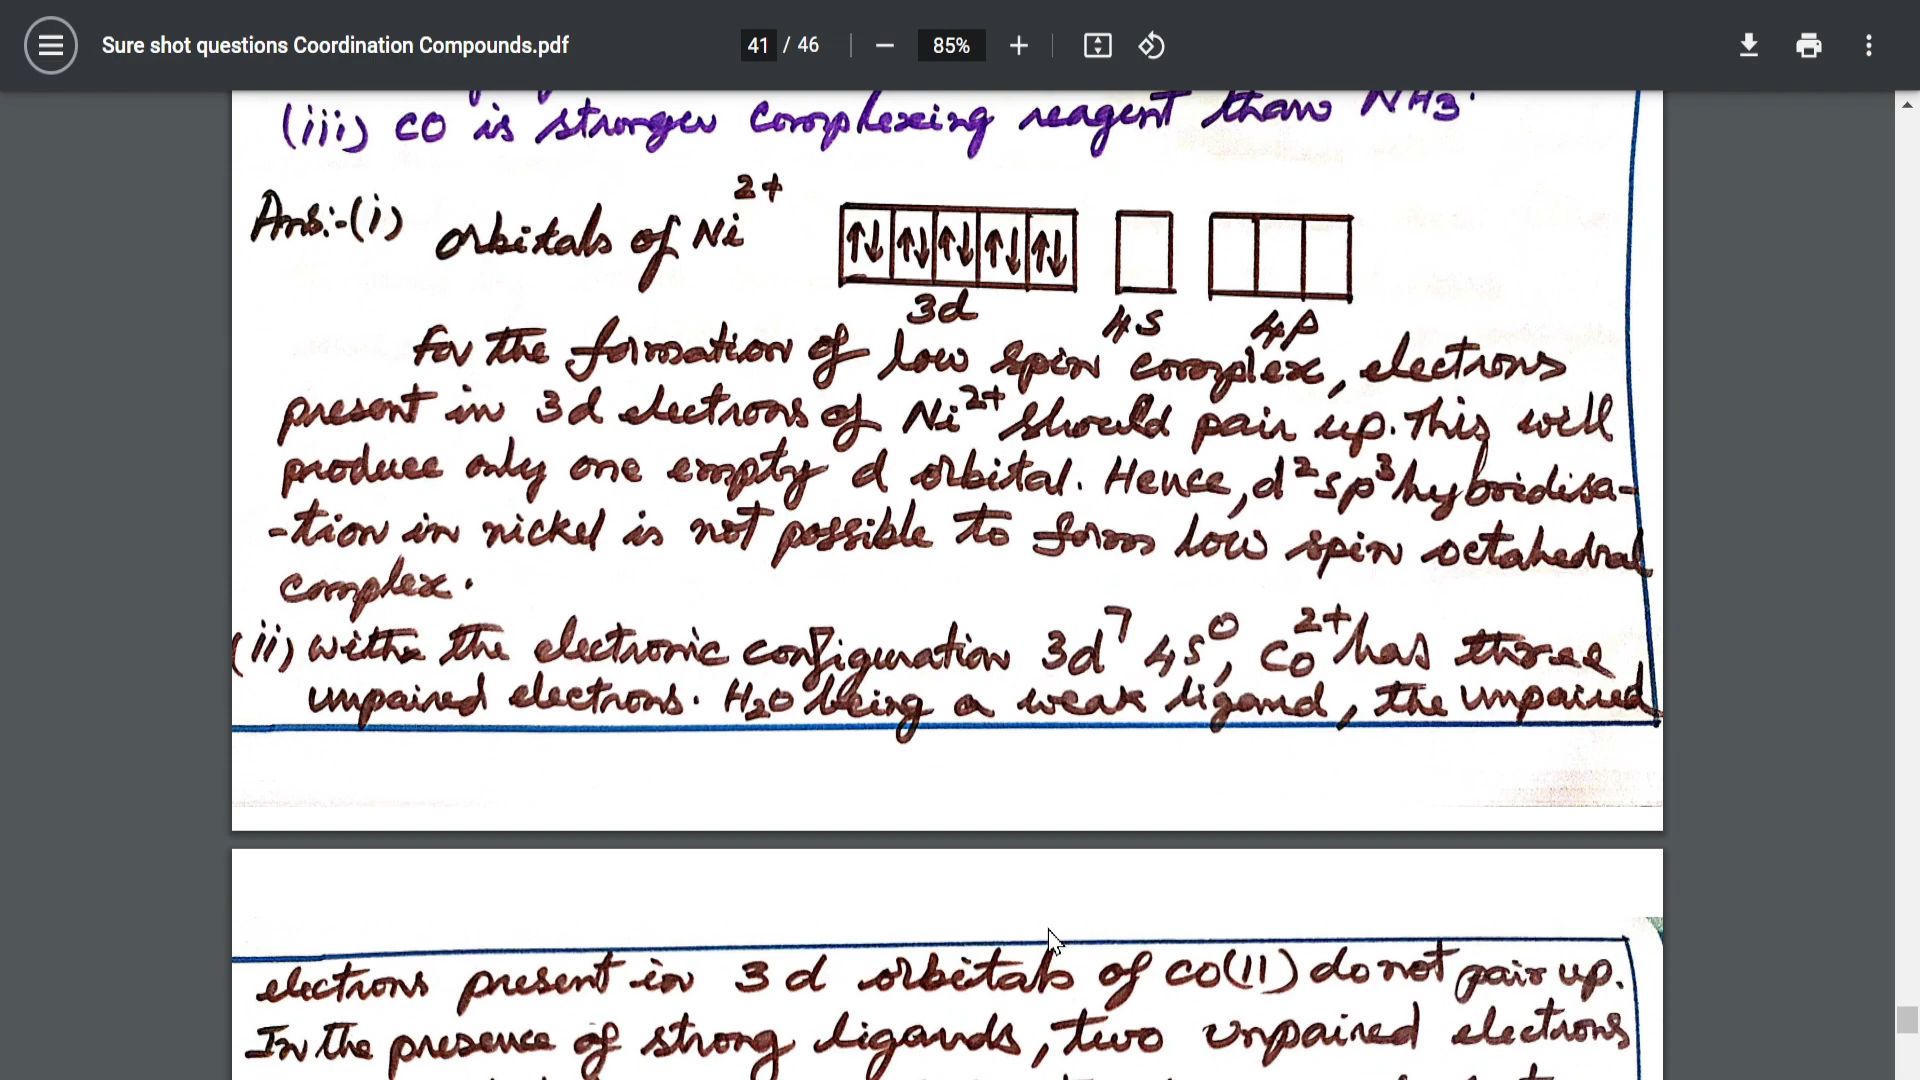 Sure shot questions Coordination Compounds.pdf
41 / 46
85%
(iii) CO is stronger complexing reagent than NH3.
Ans:-(i) orbitals of Ni2+
↑↓ ↑↓ ↑↓ ↑↓ ↑↓
3d 4s 4p
for the formation of low spin complex, electrons
present in 3d electrons of Ni2+ should pair up. This will
produce only one empty d orbital. Hence, d2sp3 hybridisa-
-tion in nickel is not possible to form low spin octahedral
complex.
(ii) with the electronic configuration 3d7 4s0, Co2+ has three
unpaired electrons. H2O being a weak ligand, the unpaired
electrons present in 3d orbitals of CO(II) do not pair up.
In the presence of strong ligands, two unpaired electrons